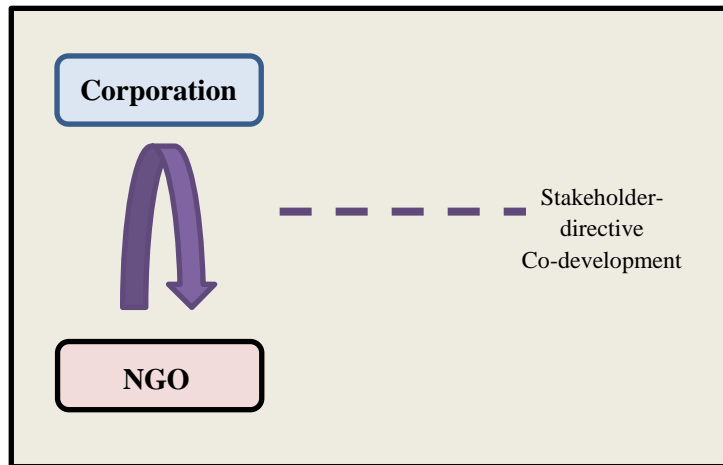 Corporation
Stakeholder-
directive
Co-development
NGO